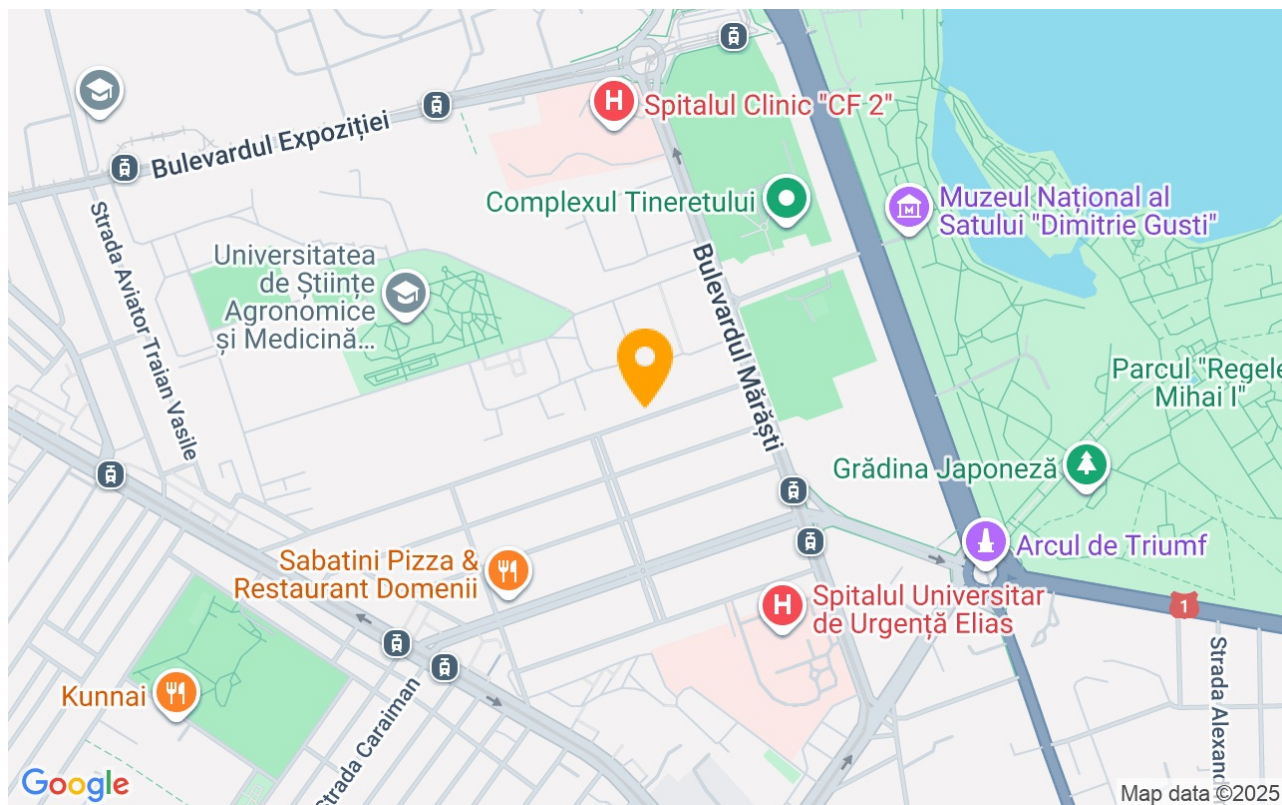 H
Spitalul Clinic "CF 2"
Bulevardul Expoziției
Complexul Tineretului
M
Muzeul Național al
Satului "Dimitrie Gusti"
Strada Aviator Traian Vasile
Universitatea
de Științe
Agronomice
și Medicină...
Bulevardul Mărăști
Parcul "Regele
Mihai I"
Grădina Japoneză
Arcul de Triumf
Sabatini Pizza &
Restaurant Domenii
H
Spitalul Universitar
de Urgență Elias
1
Kunnai
Strada Caraiman
Strada Alexand
Google
Map data ©2025